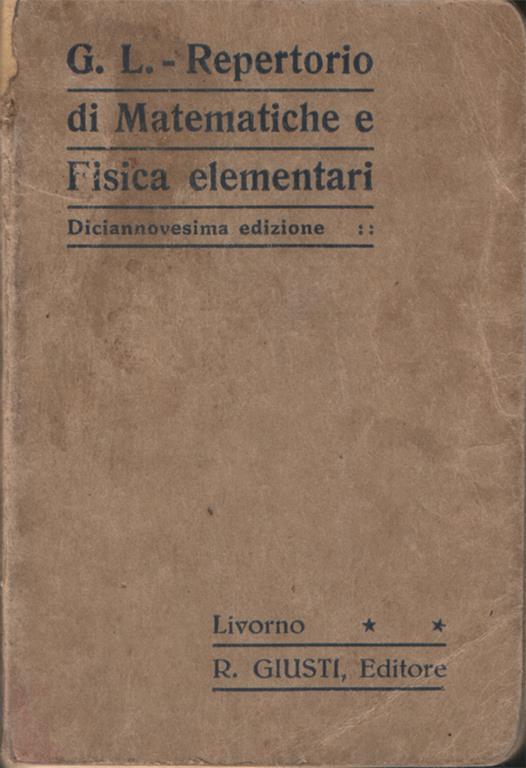 G. L. - Repertorio
di Matematiche e
Fisica elementari
Diciannovesima edizione ::
Livorno ★ ★
R. GIUSTI, Editore